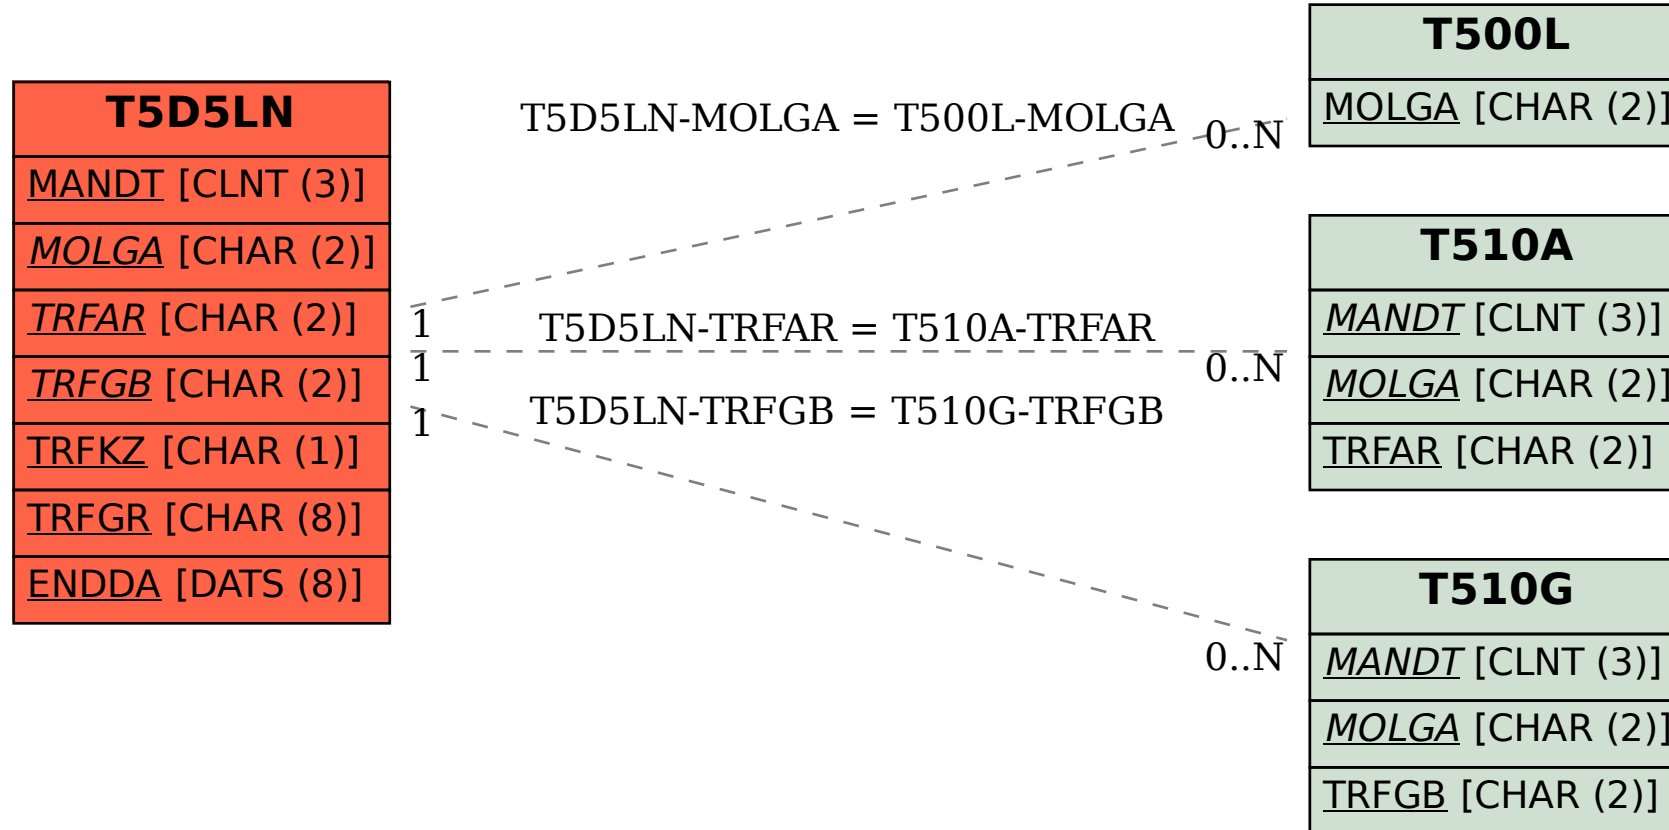 T5D5LN
MANDT [CLNT (3)]
MOLGA [CHAR (2)]
TRFAR [CHAR (2)]
TRFGB [CHAR (2)]
TRFKZ [CHAR (1)]
TRFGR [CHAR (8)]
ENDDA [DATS (8)]
T5D5LN-MOLGA = T500L-MOLGA
0..N
1
T5D5LN-TRFAR = T510A-TRFAR
1
0..N
T5D5LN-TRFGB = T510G-TRFGB
1
0..N
T500L
MOLGA [CHAR (2)]
T510A
MANDT [CLNT (3)]
MOLGA [CHAR (2)]
TRFAR [CHAR (2)]
T510G
MANDT [CLNT (3)]
MOLGA [CHAR (2)]
TRFGB [CHAR (2)]